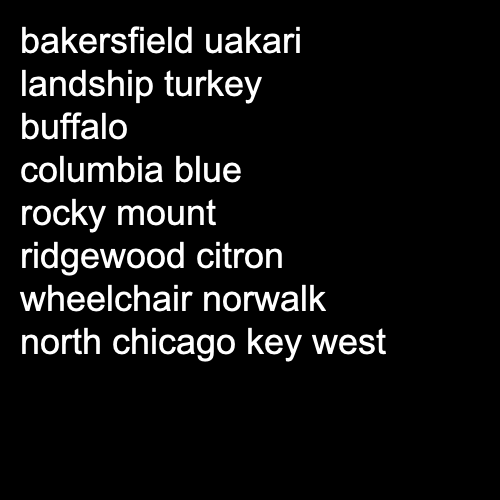 bakersfield uakari
landship turkey
buffalo
columbia blue
rocky mount
ridgewood citron
wheelchair norwalk
north chicago key west